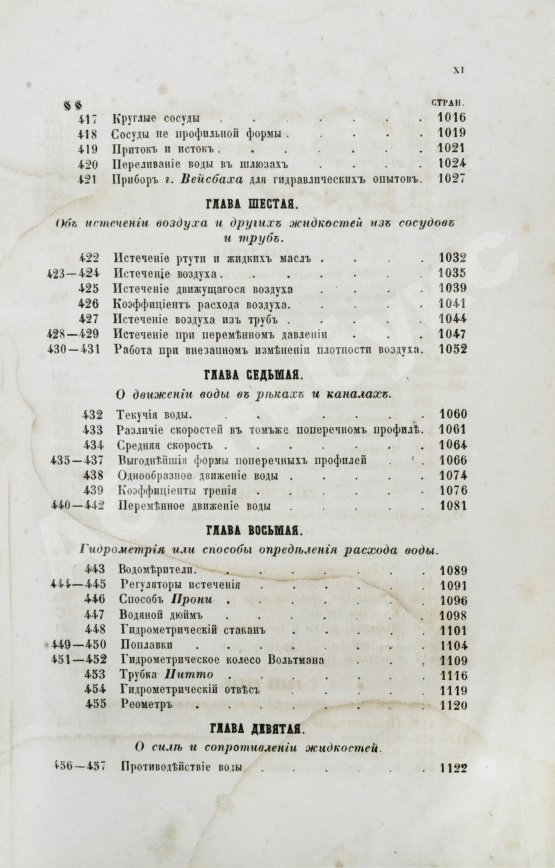 XI
§§ СТРАН.
417 Круглые сосуды . . . . . . 1016
418 Сосуды не профильной формы . . . . . 1019
419 Приток и исток . . . . . . 1021
420 Переливание воды въ шлюзахъ . . . . 1024
421 Приборъ г. Вейсбаха для гидравлическихъ опытовъ. 1027
ГЛАВА ШЕСТАЯ.
Объ истеченіи воздуха и другихъ жидкостей изъ сосудовъ
и трубъ.
422 Истеченіе ртути и жидкихъ маслъ . . . . 1032
423—424 Истеченіе воздуха . . . . . . 1035
425 Истеченіе движущагося воздуха . . . . 1039
426 Коэффиціентъ расхода воздуха . . . . . 1041
427 Истеченіе воздуха изъ трубъ . . . . . 1044
428—429 Истеченіе при перемѣнномъ давленіи . . . 1047
430—431 Работа при внезапномъ измѣненіи плотности воздуха. 1052
ГЛАВА СЕДЬМАЯ.
О движеніи воды въ рѣкахъ и каналахъ.
432 Текучія воды. . . . . . . 1060
433 Различіе скоростей въ томъже поперечномъ профилѣ. 1061
434 Средняя скорость . . . . . . 1064
435—437 Выгоднѣйшія формы поперечныхъ профилей . . 1066
438 Однообразное движеніе воды . . . . . 1074
439 Коэффиціенты тренія . . . . . . 1076
440—442 Перемѣнное движеніе воды . . . . . 1081
ГЛАВА ВОСЬМАЯ.
Гидрометрія или способы опредѣленія расхода воды.
443 Водомѣрители. . . . . . . 1089
444—445 Регуляторы истеченія . . . . . 1091
446 Способъ Прони . . . . . . 1096
447 Водяной дюймъ . . . . . . 1098
448 Гидрометрическій стаканъ . . . . . 1101
449—450 Поплавки . . . . . . . 1104
451—452 Гидрометрическое колесо Вольтмана . . . 1109
453 Трубка Питто . . . . . . 1116
454 Гидрометрическій отвѣсъ . . . . . 1119
455 Реометръ . . . . . . . 1120
ГЛАВА ДЕВЯТАЯ.
О силѣ и сопротивленіи жидкостей.
456—457 Противодѣйствіе воды . . . . . 1122